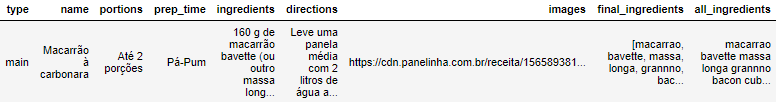 type name portions prep_time ingredients directions images final_ingredients all_ingredients
160 g de Leve uma
macarrão panela [macarrao, macarrao
Macarrão Até 2 bavette (ou média bavette, massa, bavette massa
main à porções Pá-Pum outro com 2 https://cdn.panelinha.com.br/receita/156589381... longa, grannno, longa grannno
carbonara massa litros de bac... bacon cub...
long... água a...